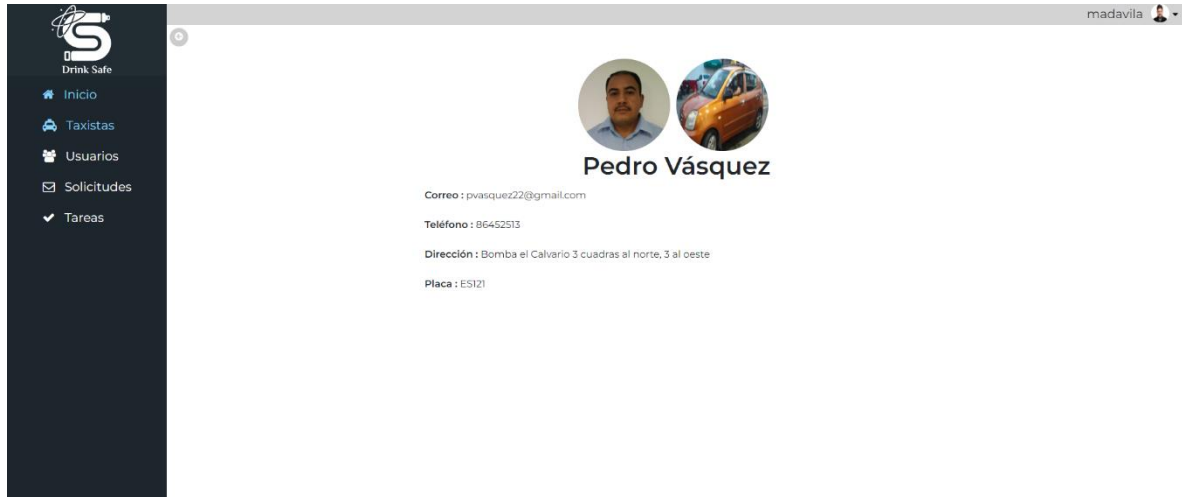 madavila
Drink Safe
Inicio
Taxistas
Usuarios
Solicitudes
Tareas
Pedro Vásquez
Correo : pvasquez22@gmail.com
Teléfono : 86452513
Dirección : Bomba el Calvario 3 cuadras al norte, 3 al oeste
Placa : ES121